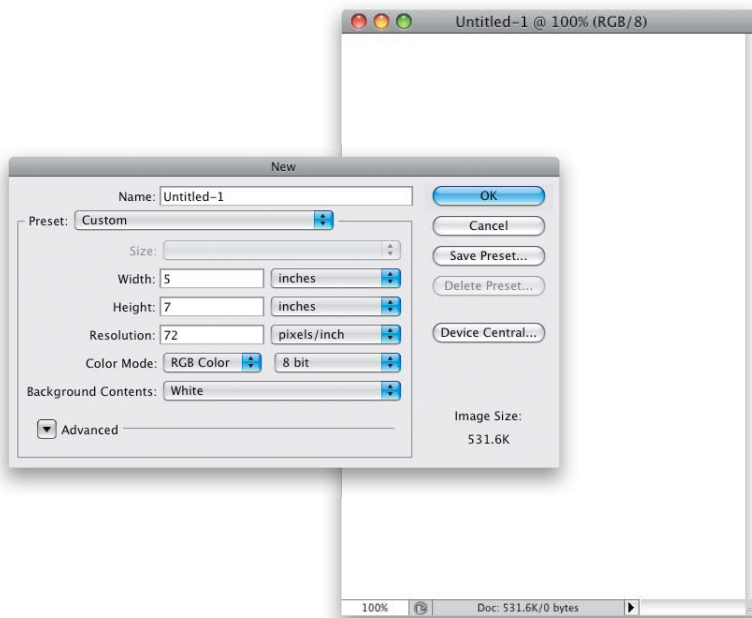 Untitled-1 @ 100% (RGB/8)
New
Name: Untitled-1
OK
Preset: Custom
Cancel
Size:
Save Preset...
Width: 5 inches
Delete Preset...
Height: 7 inches
Resolution: 72 pixels/inch
Device Central...
Color Mode: RGB Color 8 bit
Background Contents: White
Image Size:
Advanced
531.6K
100% Doc: 531.6K/0 bytes